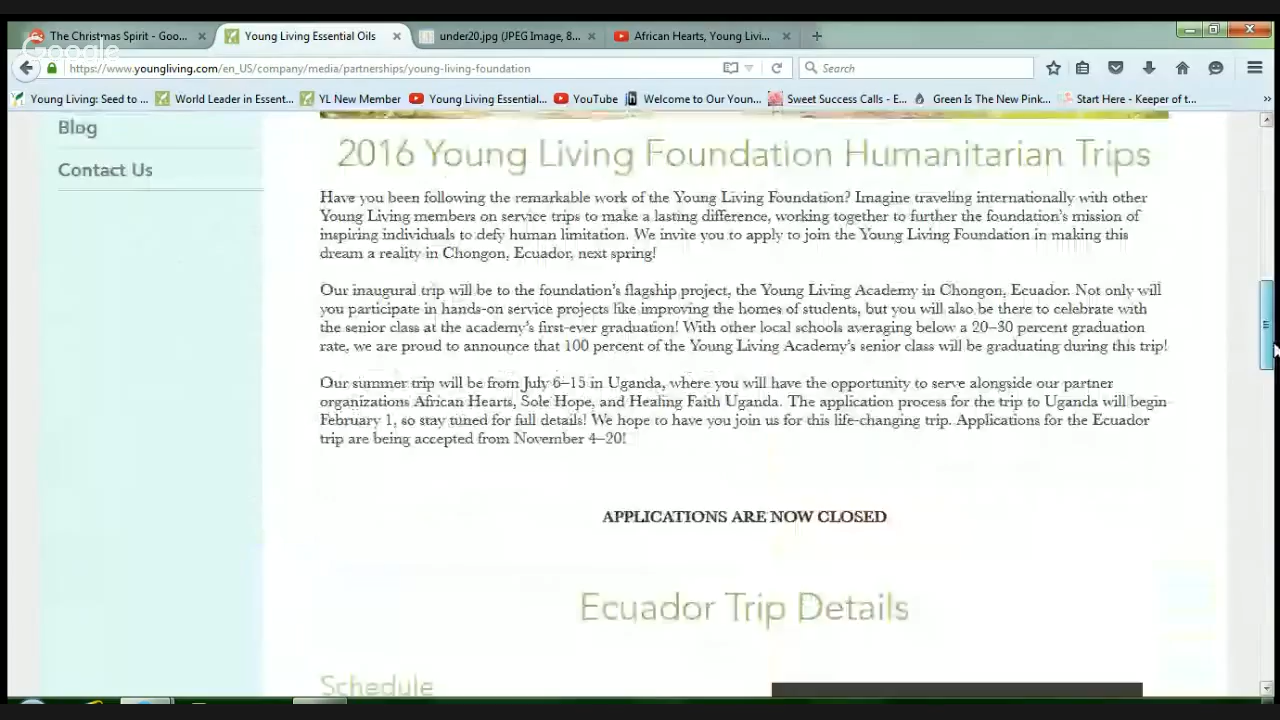 The Christmas Spirit - Goo...
Young Living Essential Oils
under20.jpg (JPEG Image, 8...
African Hearts, Young Livi...
Google
https://www.youngliving.com/en_US/company/media/partnerships/young-living-foundation
Search
Young Living: Seed to ...
World Leader in Essent...
YL New Member
Young Living Essential...
YouTube
Welcome to Our Youn...
Sweet Success Calls - E...
Green Is The New Pink...
Start Here - Keeper of t...
Blog
Contact Us
2016 Young Living Foundation Humanitarian Trips
Have you been following the remarkable work of the Young Living Foundation? Imagine traveling internationally with other
Young Living members on service trips to make a lasting difference, working together to further the foundation's mission of
inspiring individuals to defy human limitation. We invite you to apply to join the Young Living Foundation in making this
dream a reality in Chongon, Ecuador, next spring!
Our inaugural trip will be to the foundation's flagship project, the Young Living Academy in Chongon, Ecuador. Not only will
you participate in hands-on service projects like improving the homes of students, but you will also be there to celebrate with
the senior class at the academy's first-ever graduation! With other local schools averaging below a 20–30 percent graduation
rate, we are proud to announce that 100 percent of the Young Living Academy's senior class will be graduating during this trip!
Our summer trip will be from July 6–15 in Uganda, where you will have the opportunity to serve alongside our partner
organizations African Hearts, Sole Hope, and Healing Faith Uganda. The application process for the trip to Uganda will begin
February 1, so stay tuned for full details! We hope to have you join us for this life-changing trip. Applications for the Ecuador
trip are being accepted from November 4–20!
APPLICATIONS ARE NOW CLOSED
Ecuador Trip Details
Schedule